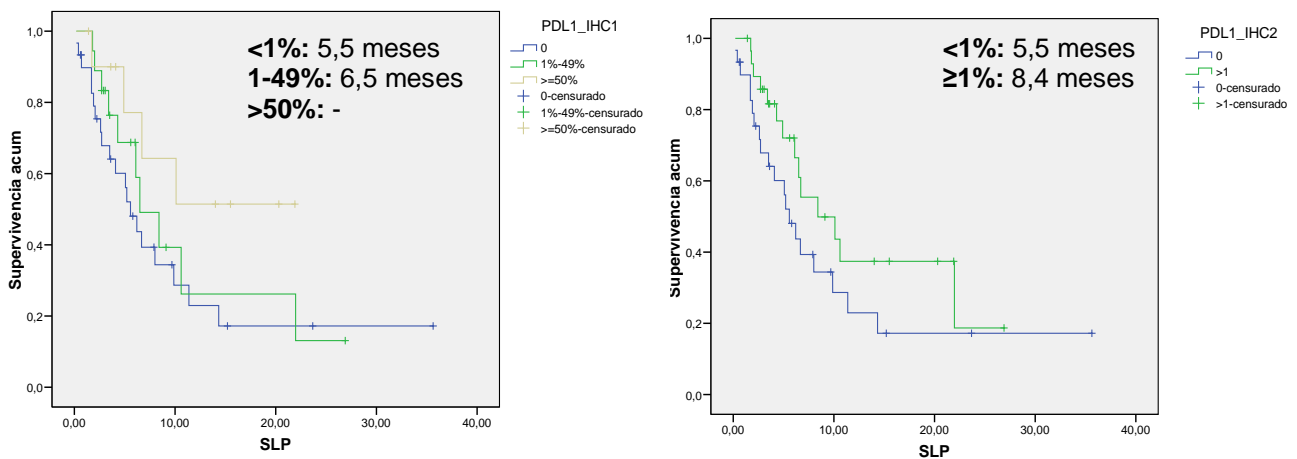 PDL1_IHC1
0
1%-49%
>=50%
0-censurado
1%-49%-censurado
>=50%-censurado
<1%: 5,5 meses
1-49%: 6,5 meses
>50%: -
Supervivencia acum
1,0
0,8
0,6
0,4
0,2
0,0
0,00 10,00 20,00 30,00 40,00
SLP
PDL1_IHC2
0
>1
0-censurado
>1-censurado
<1%: 5,5 meses
≥1%: 8,4 meses
Supervivencia acum
1,0
0,8
0,6
0,4
0,2
0,0
0,00 10,00 20,00 30,00 40,00
SLP